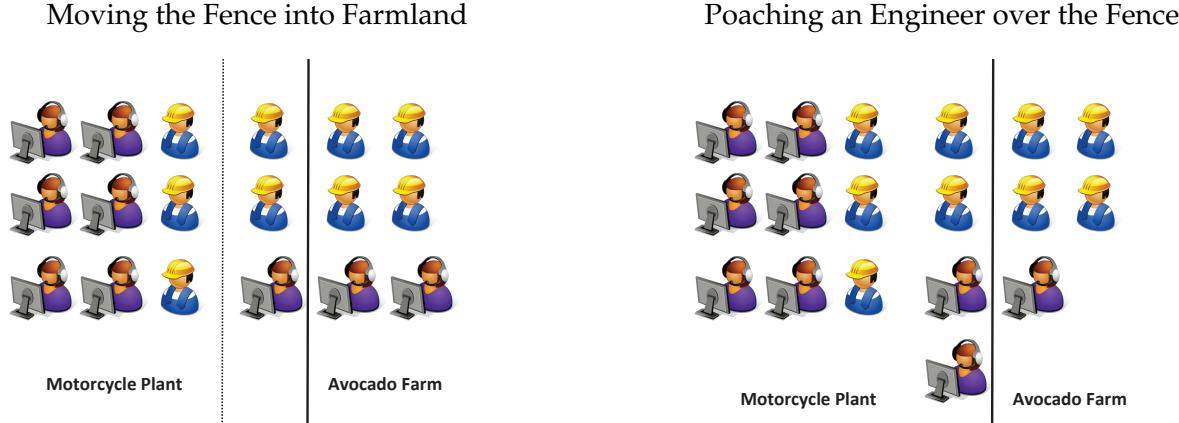 Moving the Fence into Farmland
Poaching an Engineer over the Fence
Motorcycle Plant
Avocado Farm
Motorcycle Plant
Avocado Farm